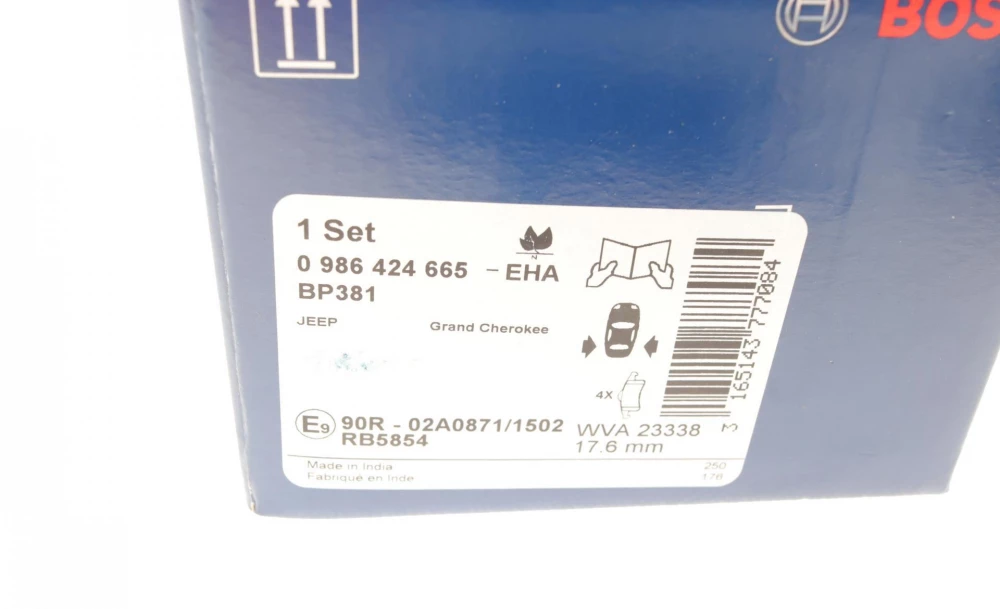 BOS
1 Set
0 986 424 665 - EHA
N
BP381
JEEP Grand Cherokee
4X
3 165143 777084
E9 90R - 02A0871/1502
RB5854
WVA 23338
17.6 mm
Made in India
Fabriqué en Inde
250